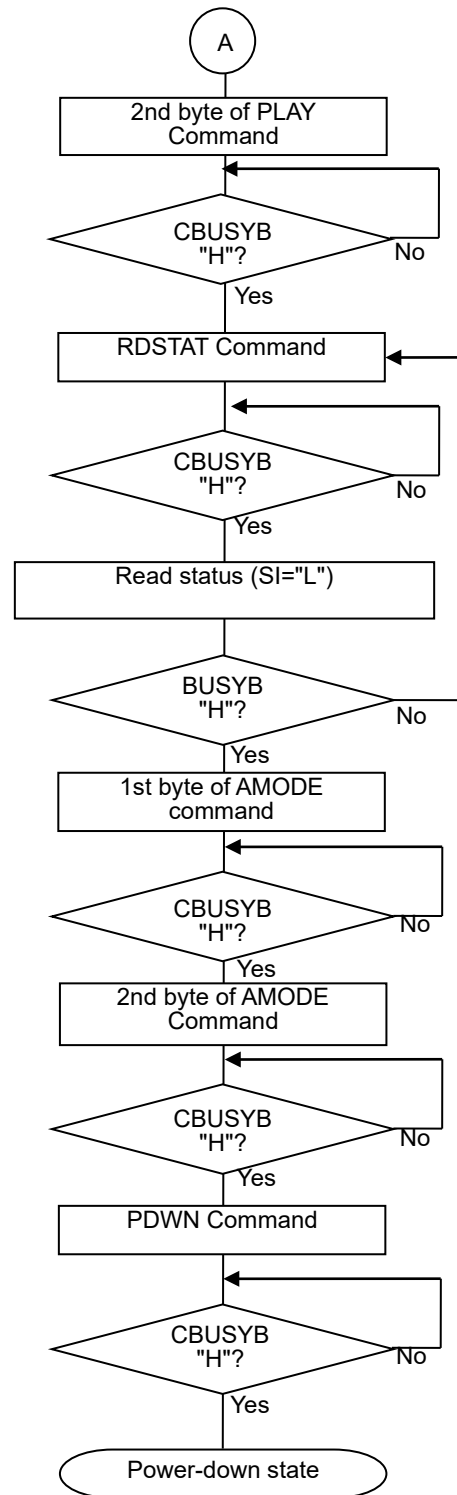 A
2nd byte of PLAY
Command
CBUSYB
"H"?
No
Yes
RDSTAT Command
CBUSYB
"H"?
No
Yes
Read status (SI="L")
BUSYB
"H"?
No
Yes
1st byte of AMODE
command
CBUSYB
"H"?
No
Yes
2nd byte of AMODE
Command
CBUSYB
"H"?
No
Yes
PDWN Command
CBUSYB
"H"?
No
Yes
Power-down state